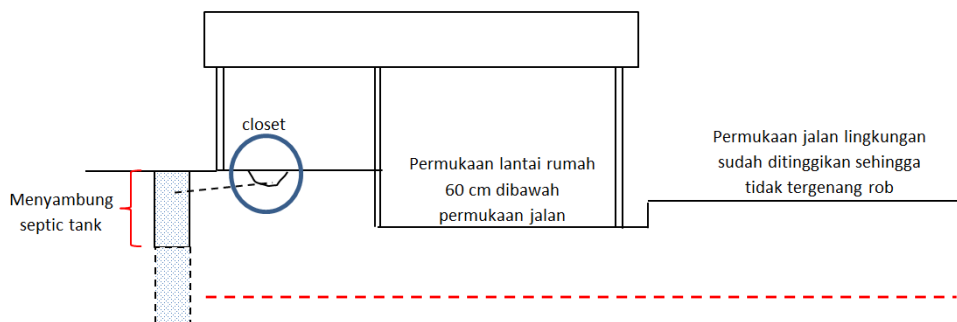 closet
Menyambung
septic tank
Permukaan lantai rumah
60 cm dibawah
permukaan jalan
Permukaan jalan lingkungan
sudah ditinggikan sehingga
tidak tergenang rob